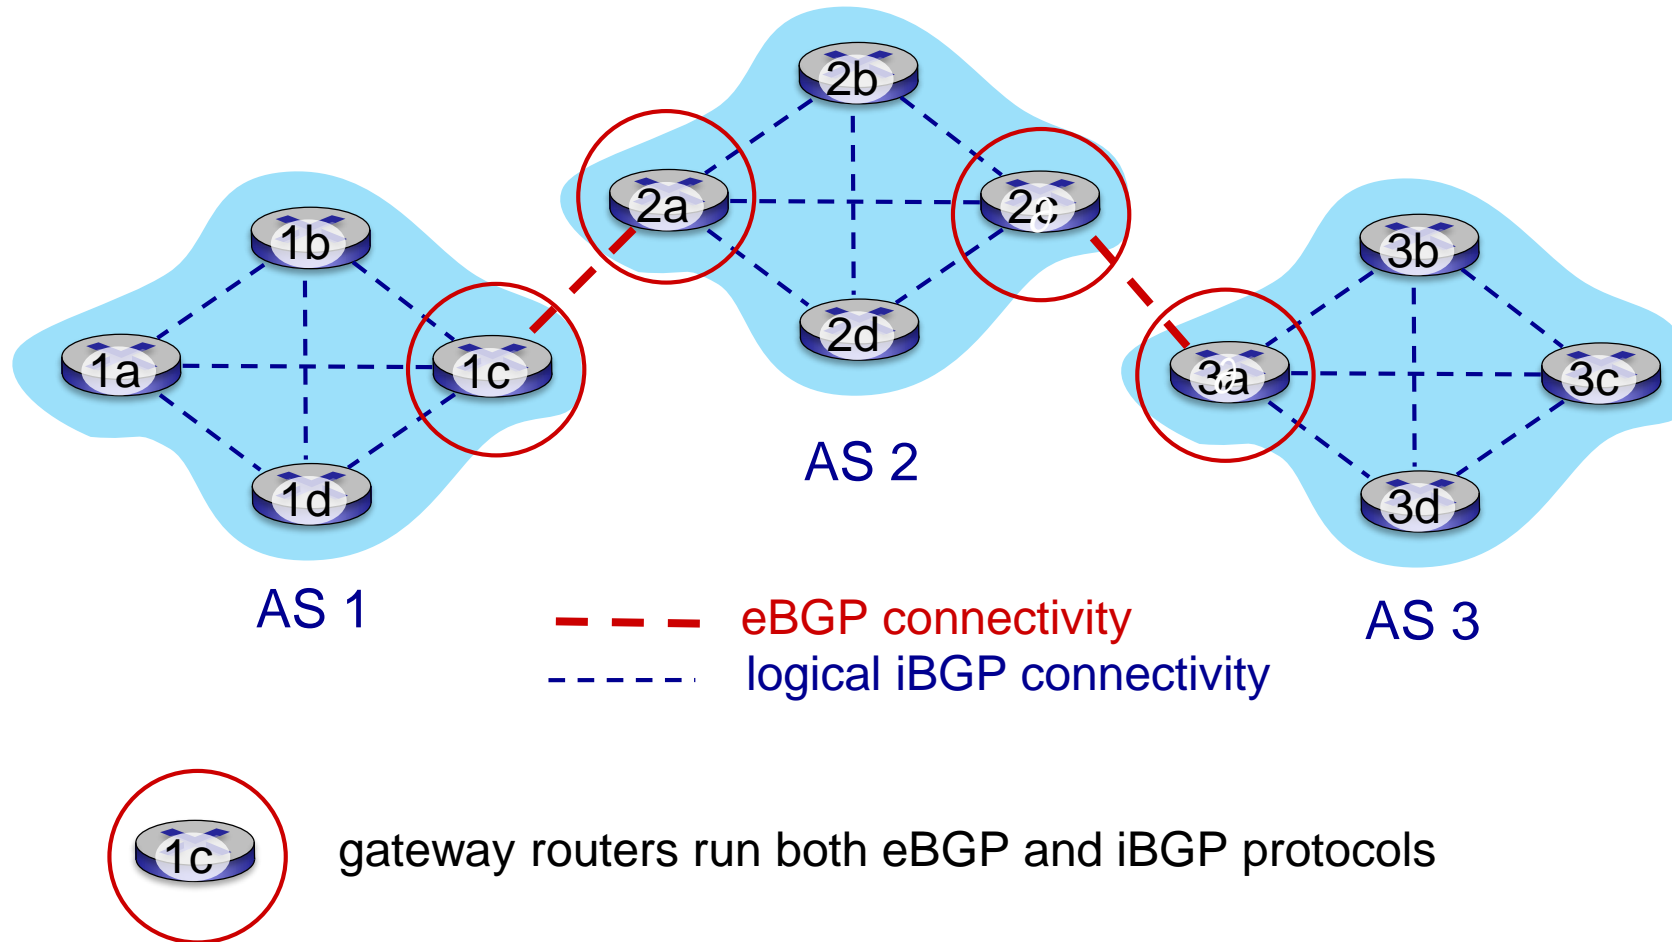 2b
2a
2c
1b
3b
2d
1a
1c
3a
3c
AS 2
1d
3d
AS 1
eBGP connectivity
AS 3
logical iBGP connectivity
1c
gateway routers run both eBGP and iBGP protocols